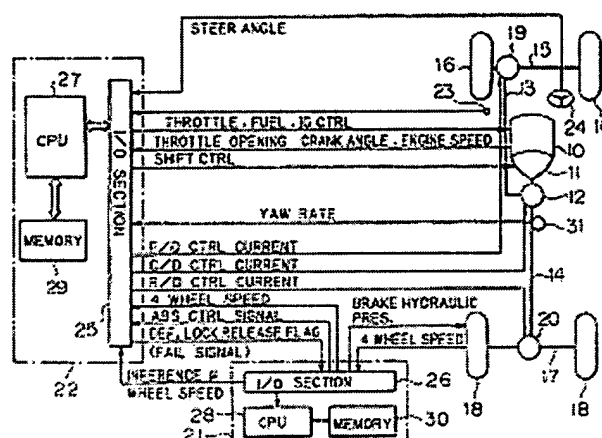 STEER ANGLE
19
15
16
13
27
23
24
16
CPU
I/O SECTION
THROTTLE, FUEL, IG CTRL
10
THROTTLE OPENING CRANK ANGLE, ENGINE SPEED
11
SHIFT CTRL
12
MEMORY
YAW RATE
31
29
F/D CTRL CURRENT
C/D CTRL CURRENT
14
R/D CTRL CURRENT
4 WHEEL SPEED
BRAKE HYDRAULIC
PRES.
25
ABS CTRL SIGNAL
20
DEF. LOCK RELEASE FLAG
4 WHEEL SPEED
(FAIL SIGNAL)
17
22
INFERENCE μ
I/O SECTION
26
WHEEL SPEED
18
18
28
CPU
MEMORY
30
21